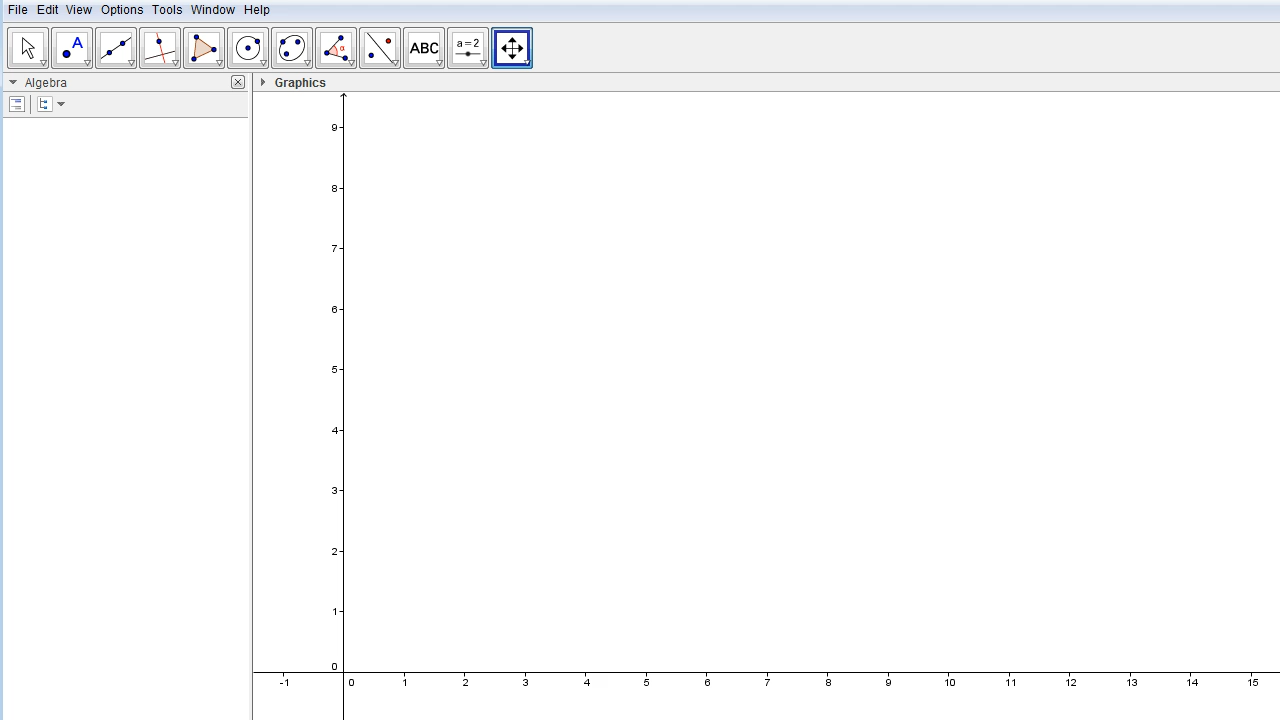 File Edit View Options Tools Window Help
A α ABC a=2
Algebra
Graphics
9
8
7
6
5
4
3
2
1
0
-1 0 1 2 3 4 5 6 7 8 9 10 11 12 13 14 15